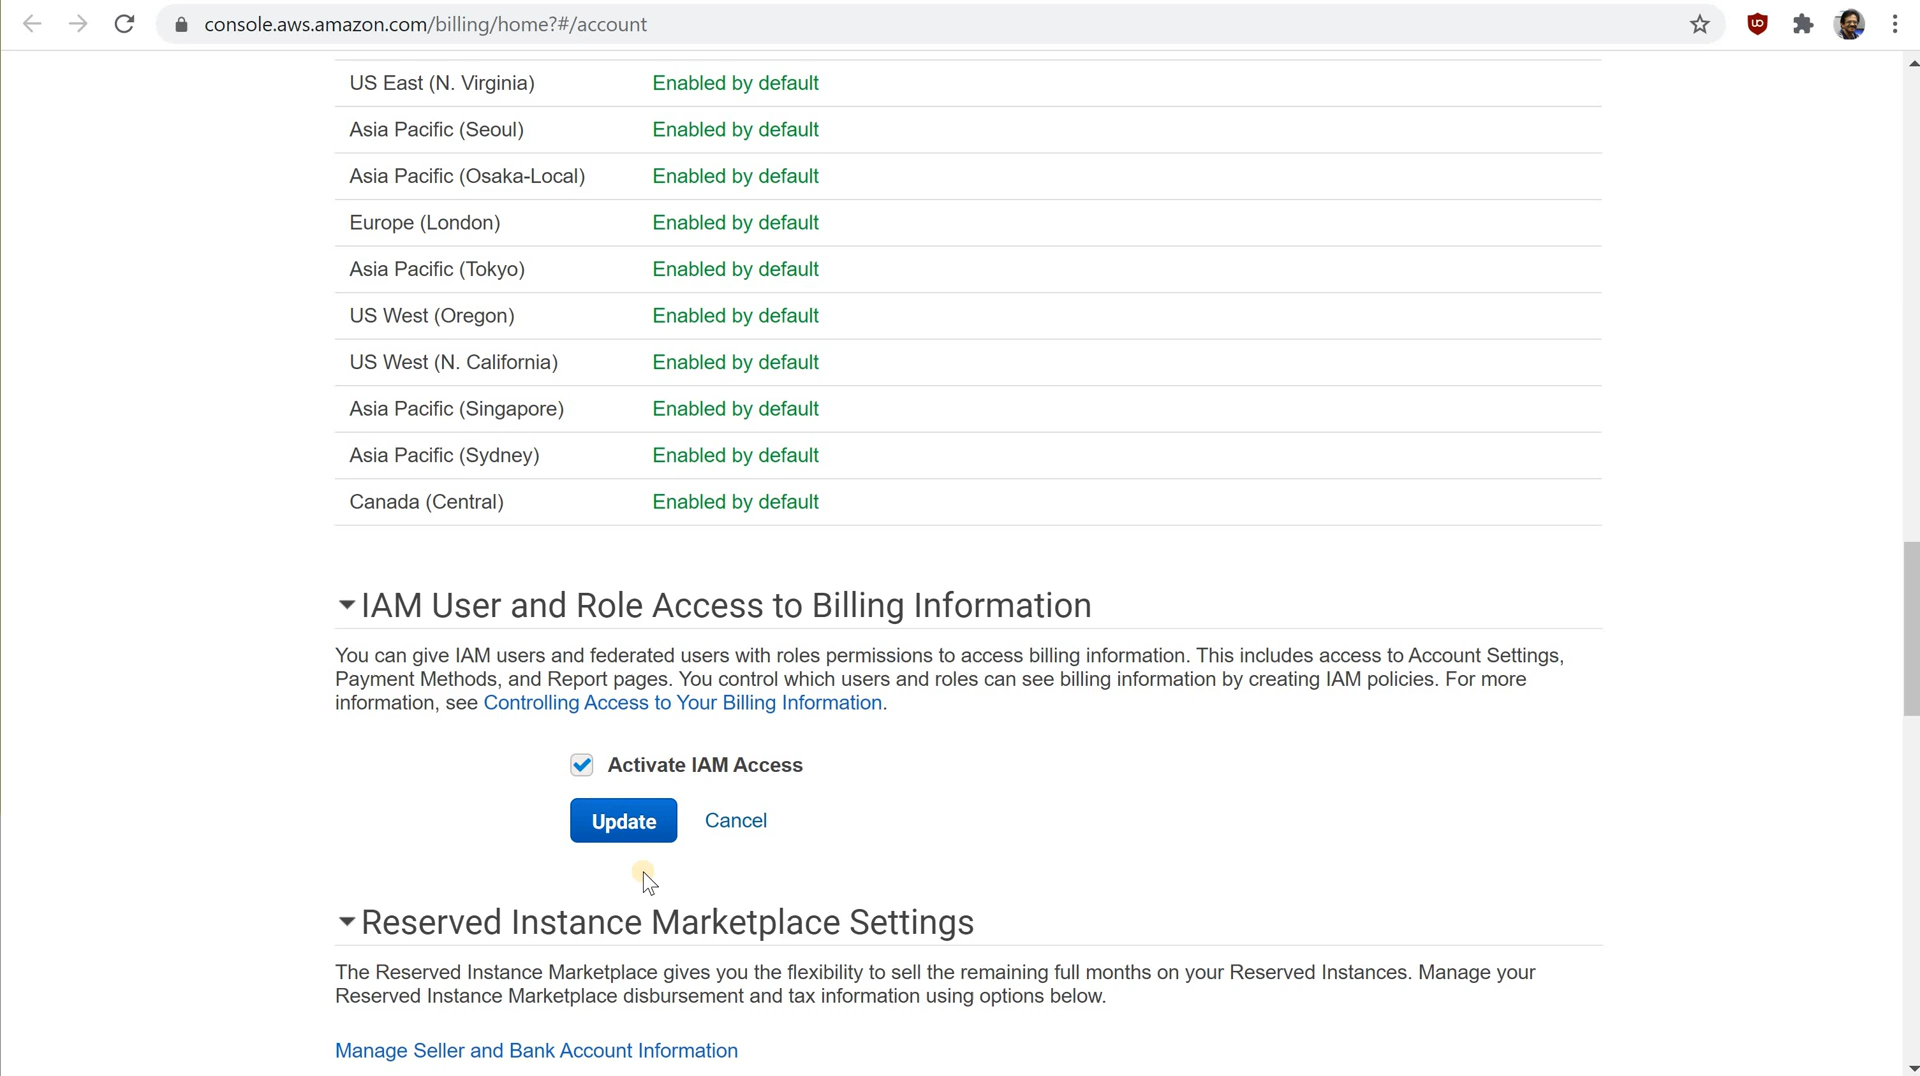 console.aws.amazon.com/billing/home?#/account
US East (N. Virginia) Enabled by default
Asia Pacific (Seoul) Enabled by default
Asia Pacific (Osaka-Local) Enabled by default
Europe (London) Enabled by default
Asia Pacific (Tokyo) Enabled by default
US West (Oregon) Enabled by default
US West (N. California) Enabled by default
Asia Pacific (Singapore) Enabled by default
Asia Pacific (Sydney) Enabled by default
Canada (Central) Enabled by default
IAM User and Role Access to Billing Information
You can give IAM users and federated users with roles permissions to access billing information. This includes access to Account Settings,
Payment Methods, and Report pages. You control which users and roles can see billing information by creating IAM policies. For more
information, see Controlling Access to Your Billing Information.
Activate IAM Access
Update Cancel
Reserved Instance Marketplace Settings
The Reserved Instance Marketplace gives you the flexibility to sell the remaining full months on your Reserved Instances. Manage your
Reserved Instance Marketplace disbursement and tax information using options below.
Manage Seller and Bank Account Information